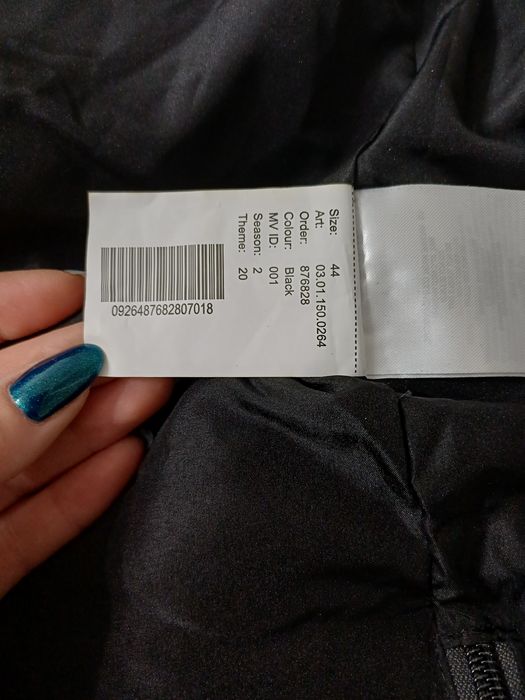 Size: 44
Art: 03.01.150.0264
Order: 876828
Colour: Black
MV ID: 001
Season: 2
Theme: 20
0926487682807018